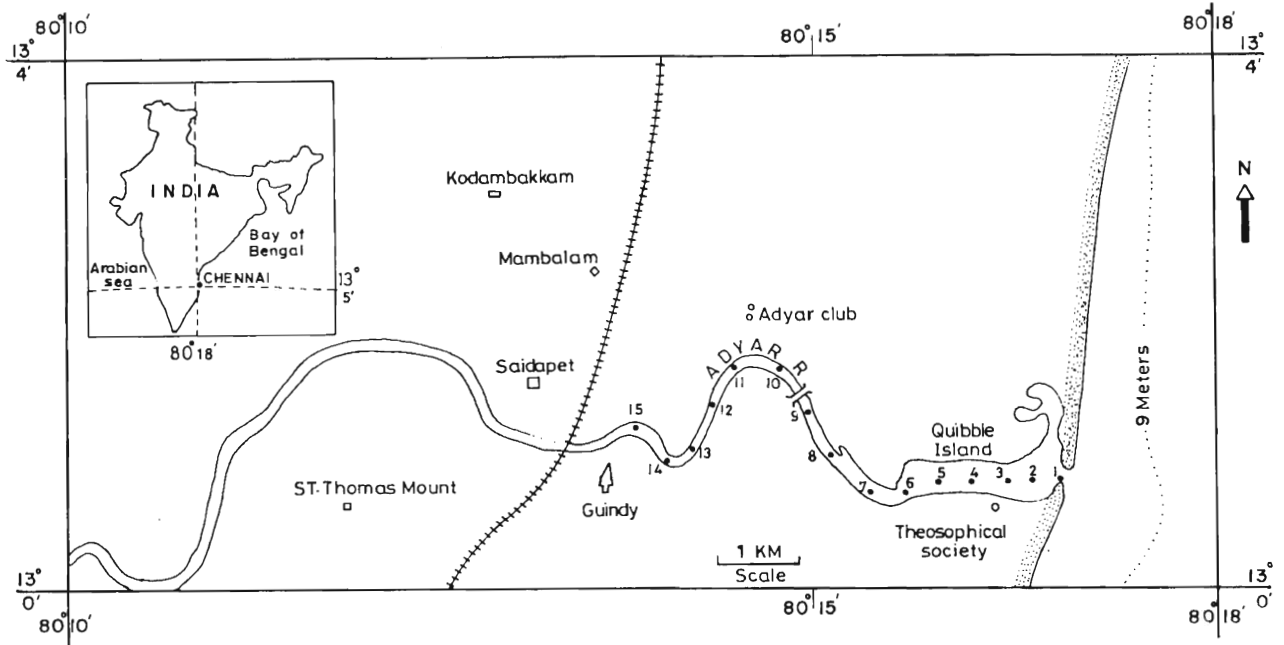 80° 10'
80° 15'
80° 18'
13° 4'
13° 4'
INDIA
Bay of
Bengal
Arabian
sea
CHENNAI
13° 5'
80° 18'
N
Kodambakkam
Mambalam
Adyar club
ADYAR R
Saidapet
11
10
12
9
15
13
14
8
7
6
5
4
3
2
1
Quibble
Island
9 Meters
ST. Thomas Mount
Guindy
Theosophical
society
1 KM
Scale
13° 0'
13° 0'
80° 10'
80° 15'
80° 18'